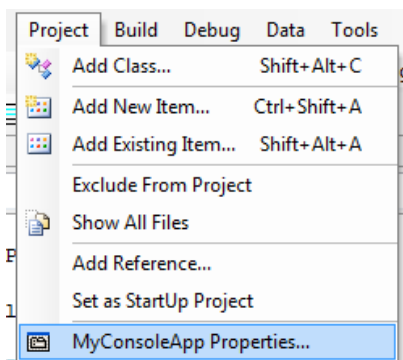 Project Build Debug Data Tools
Add Class... Shift+Alt+C
Add New Item... Ctrl+Shift+A
Add Existing Item... Shift+Alt+A
Exclude From Project
Show All Files
Add Reference...
Set as StartUp Project
MyConsoleApp Properties...